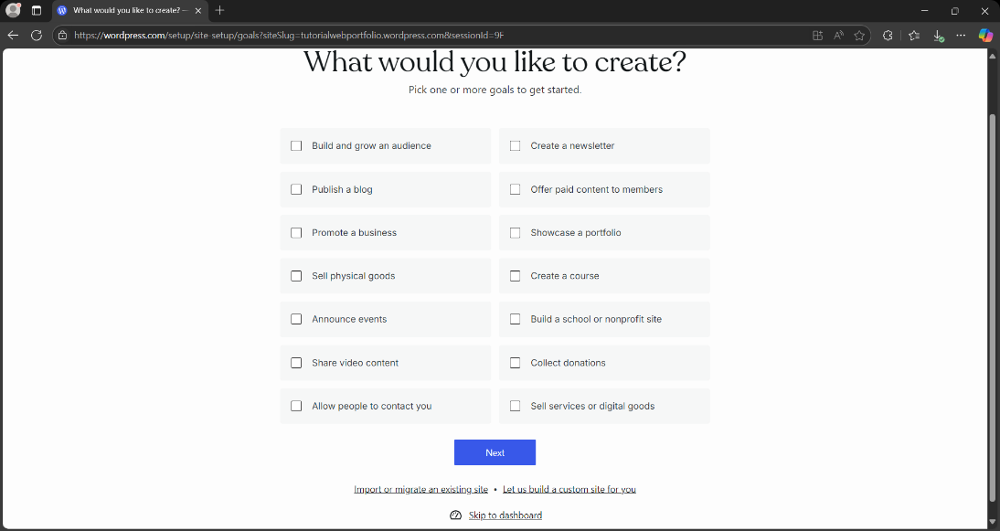 What would you like to create? —
https://wordpress.com/setup/site-setup/goals?siteSlug=tutorialwebportfolio.wordpress.com&sessionId=9F
What would you like to create?
Pick one or more goals to get started.
Build and grow an audience
Create a newsletter
Publish a blog
Offer paid content to members
Promote a business
Showcase a portfolio
Sell physical goods
Create a course
Announce events
Build a school or nonprofit site
Share video content
Collect donations
Allow people to contact you
Sell services or digital goods
Next
Import or migrate an existing site • Let us build a custom site for you
Skip to dashboard